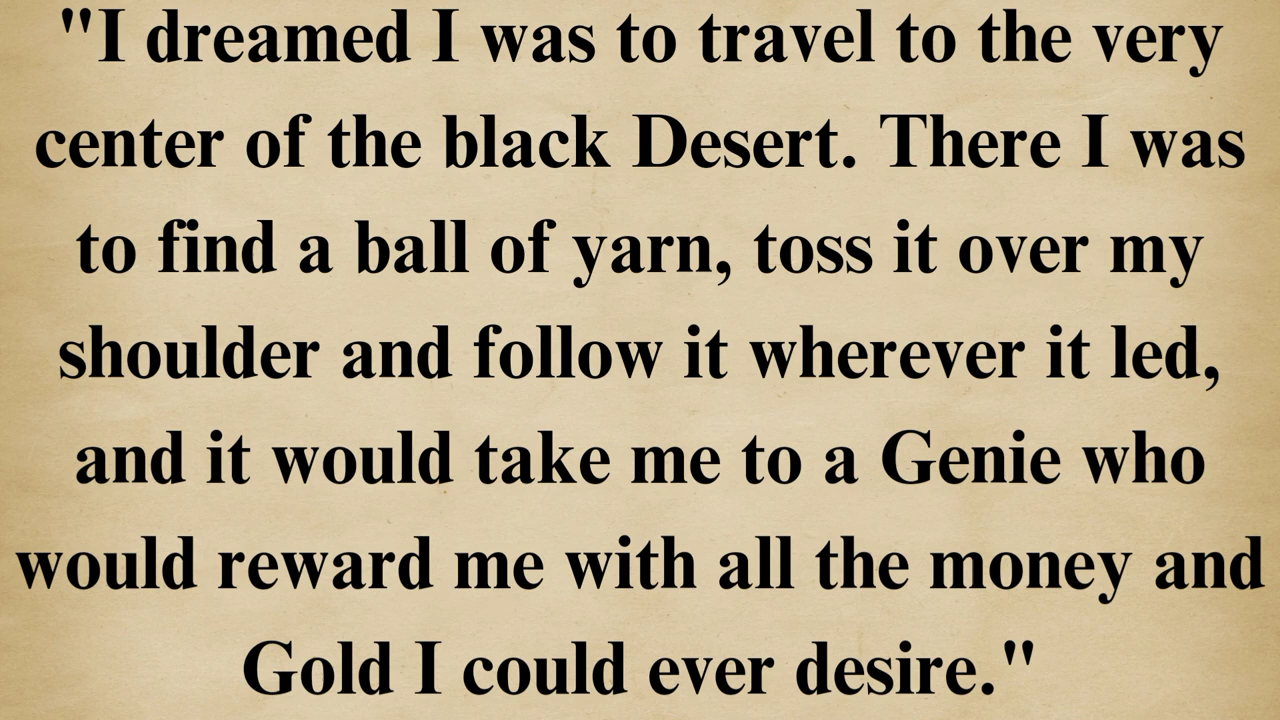 "I dreamed I was to travel to the very
center of the black Desert. There I was
to find a ball of yarn, toss it over my
shoulder and follow it wherever it led,
and it would take me to a Genie who
would reward me with all the money and
Gold I could ever desire."